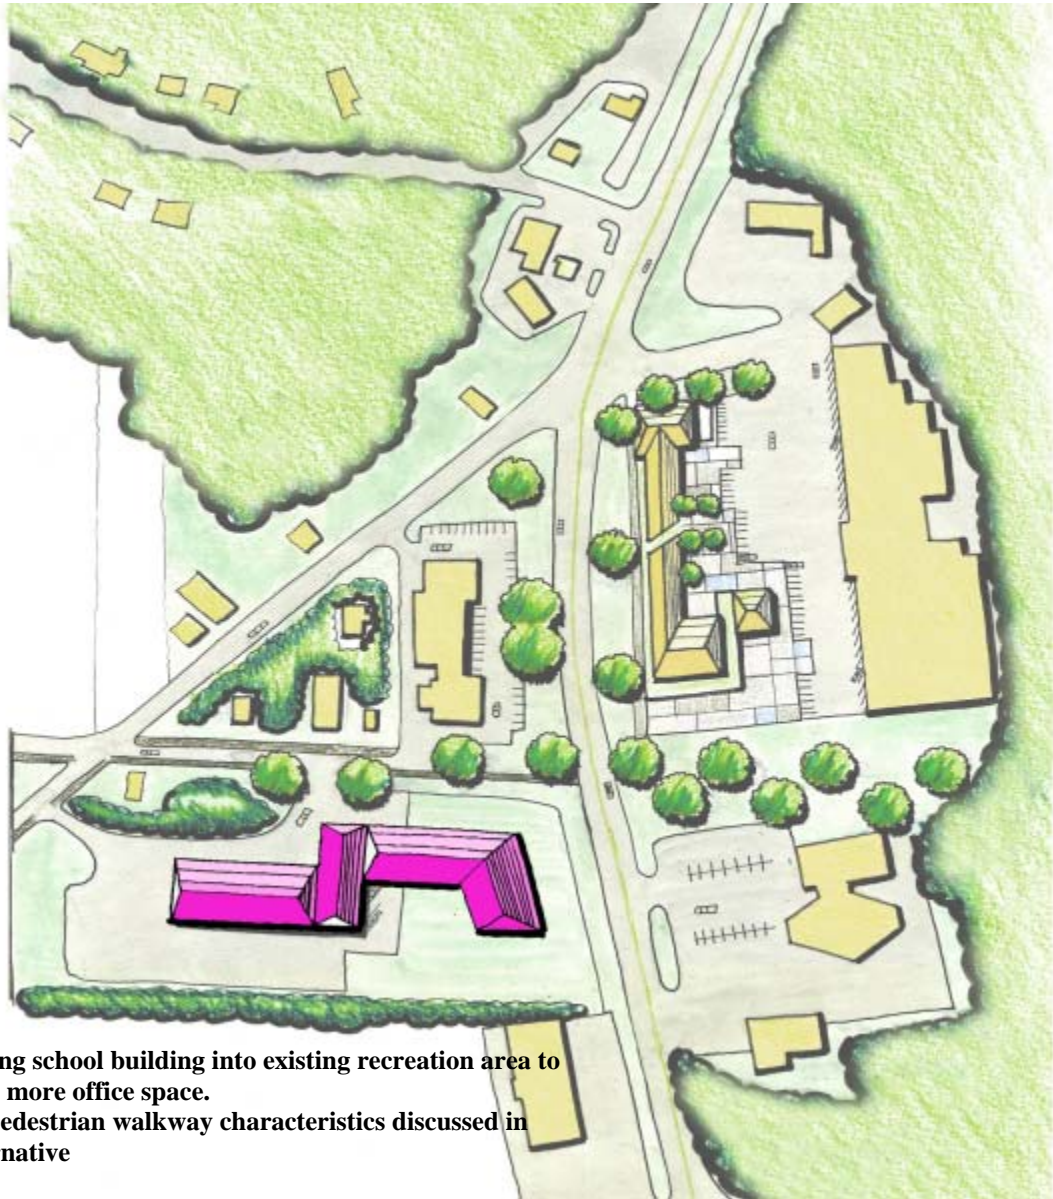 ng school building into existing recreation area to
more office space.
edestrian walkway characteristics discussed in
native